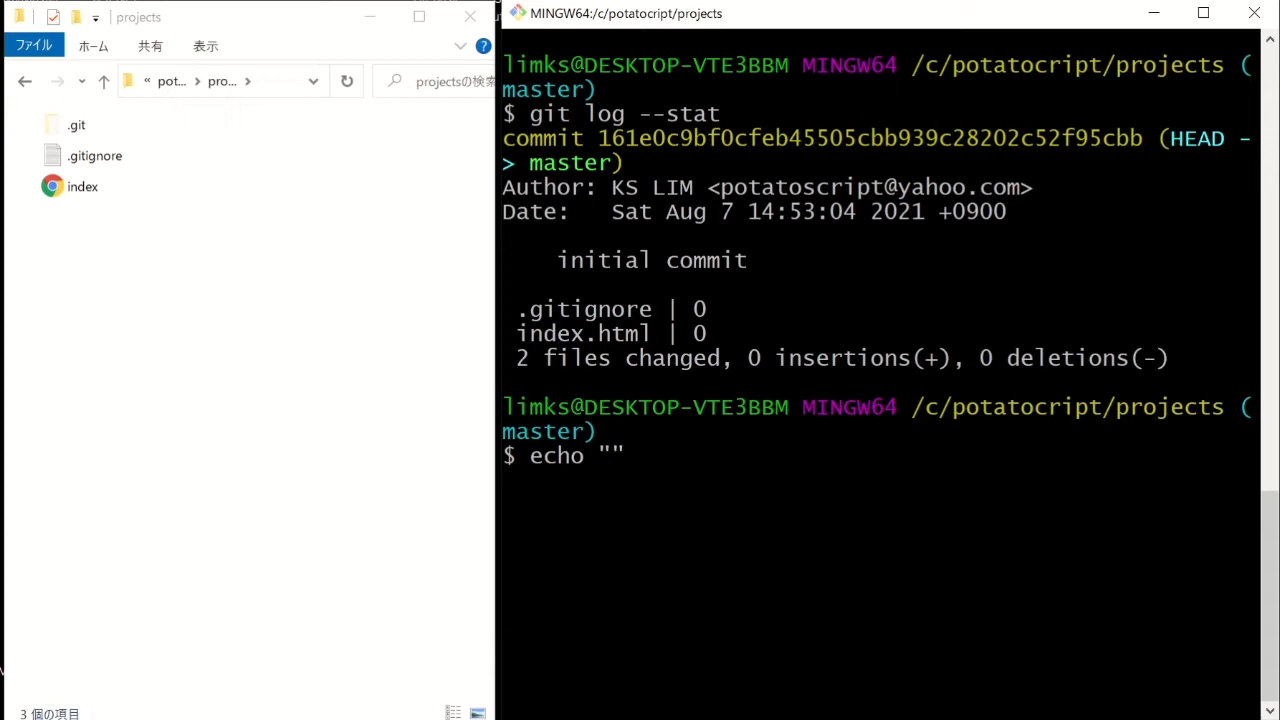 projects
ファイル ホーム 共有 表示
« pot... > pro... > projectsの検索
.git
.gitignore
index
3 個の項目
MINGW64:/c/potatocript/projects
limks@DESKTOP-VTE3BBM MINGW64 /c/potatocript/projects (
master)
$ git log --stat
commit 161e0c9bf0cfeb45505cbb939c28202c52f95cbb (HEAD -
> master)
Author: KS LIM <potatoscript@yahoo.com>
Date:   Sat Aug 7 14:53:04 2021 +0900
initial commit
.gitignore | 0
index.html | 0
2 files changed, 0 insertions(+), 0 deletions(-)
limks@DESKTOP-VTE3BBM MINGW64 /c/potatocript/projects (
master)
$ echo ""